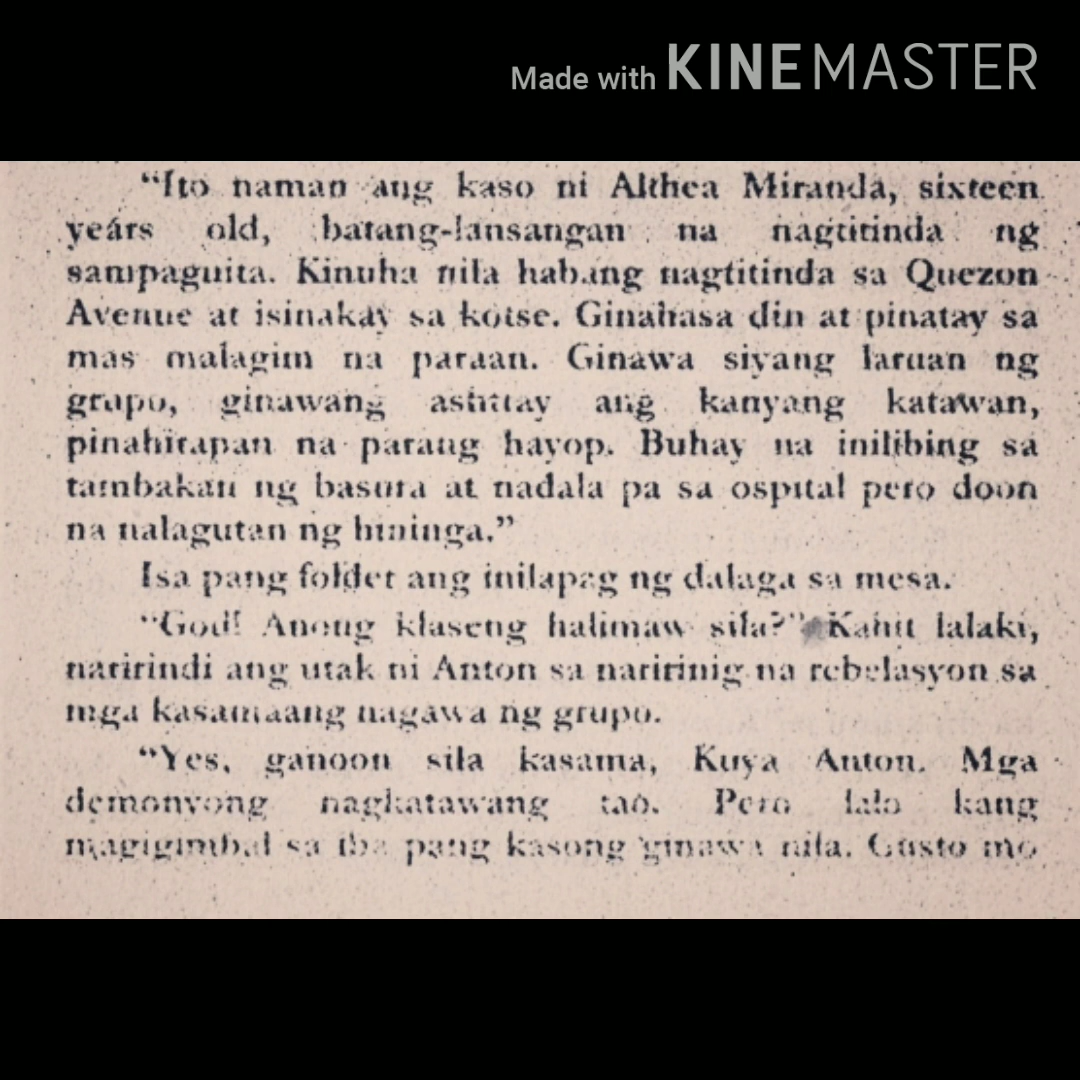 Made with KINEMASTER
“Ito naman ang kaso ni Althea Miranda, sixteen
years old, batang-lansangan na nagtitinda ng
sampaguita. Kinuha nila habang nagtitinda sa Quezon
Avenue at isinakay sa kotse. Ginahasa din at pinatay sa
mas malagim na paraan. Ginawa siyang laruan ng
grupo, ginawang ashtray ang kanyang katawan,
pinahirapan na parang hayop. Buhay na inilibing sa
tambakan ng basura at nadala pa sa ospital pero doon
na nalagutan ng hininga.”
Isa pang folder ang inilapag ng dalaga sa mesa.
“God! Anong klaseng halimaw sila?” Kahit lalaki,
naririndi ang utak ni Anton sa naririnig na rebelasyon sa
mga kasamaang nagawa ng grupo.
“Yes, ganoon sila kasama, Kuya Anton. Mga
demonyong nagkatawang tao. Pero lalo kang
magigimbal sa iba pang kasong ginawa nila. Gusto mo